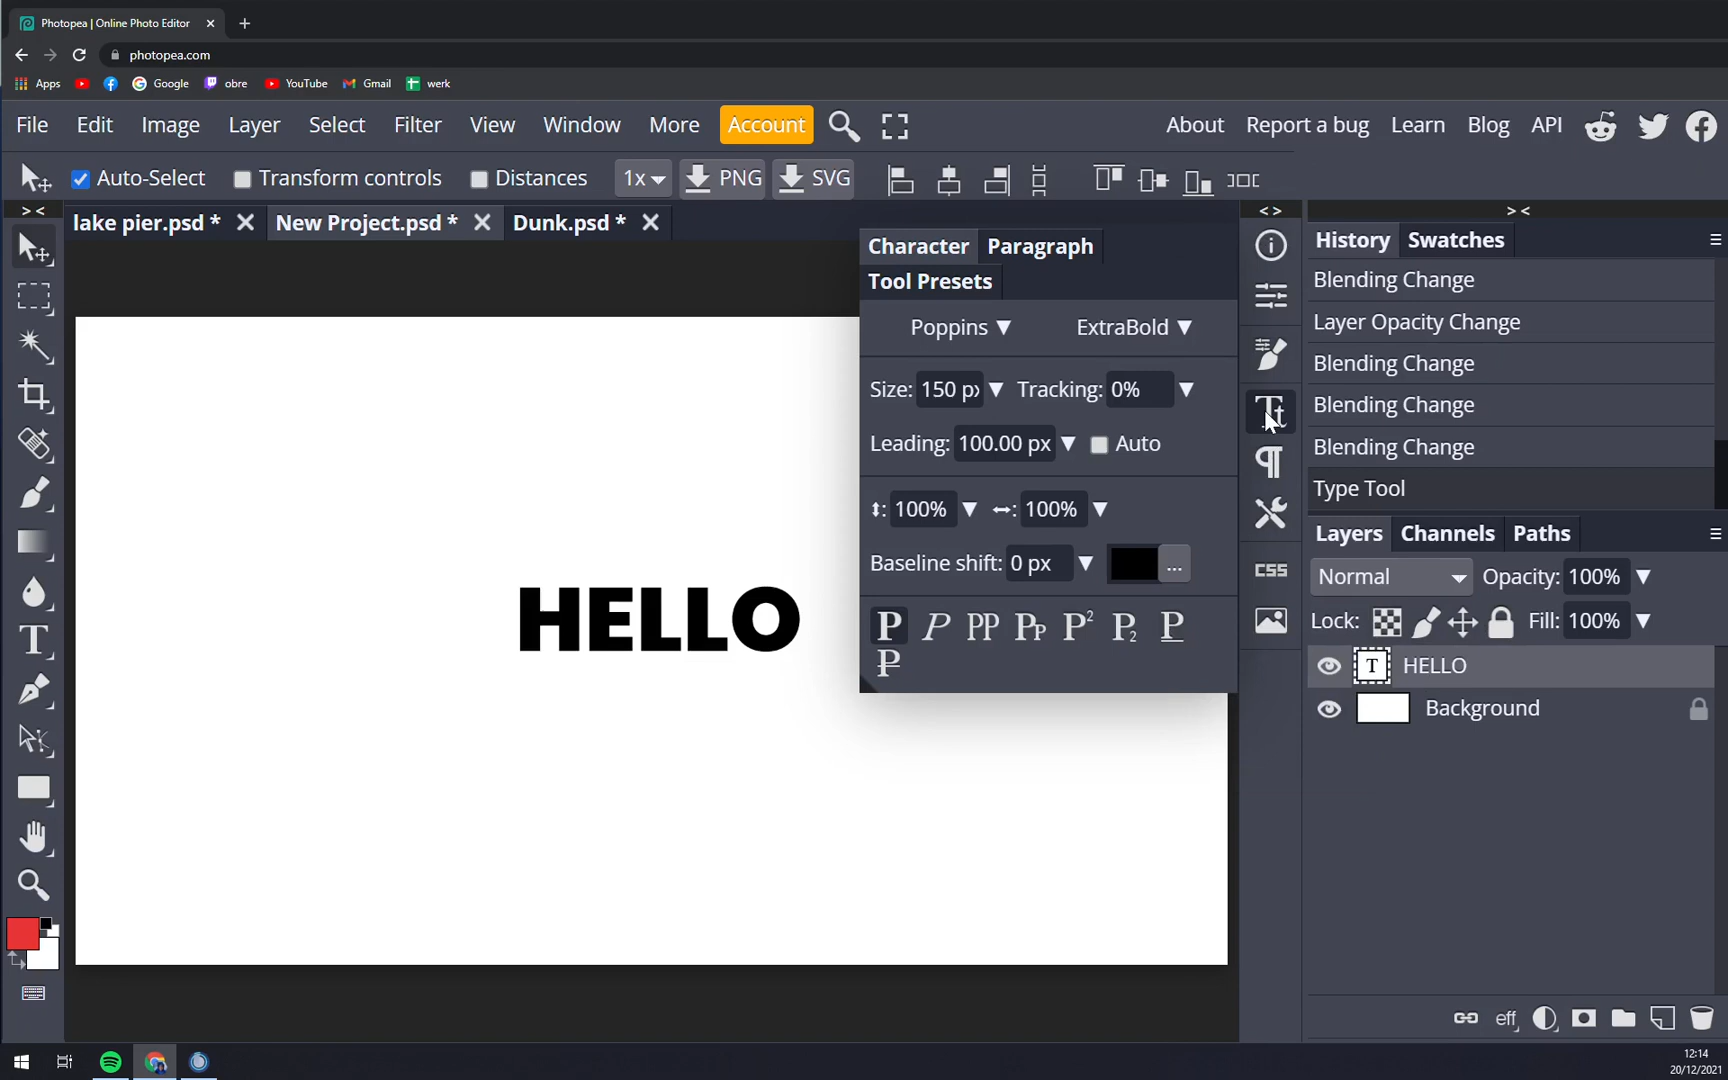 Photopea | Online Photo Editor
photopea.com
Apps Google obre YouTube Gmail werk
File Edit Image Layer Select Filter View Window More Account About Report a bug Learn Blog API
Auto-Select Transform controls Distances 1x PNG SVG
lake pier.psd * New Project.psd * Dunk.psd *
Character Paragraph
Tool Presets
Poppins ExtraBold
Size: 150 px Tracking: 0%
Leading: 100.00 px Auto
100% 100%
Baseline shift: 0 px ...
P P PP Pp P² P₂ P
P
HELLO
CSS
History Swatches
Blending Change
Layer Opacity Change
Blending Change
Blending Change
Blending Change
Type Tool
Layers Channels Paths
Normal Opacity: 100%
Lock: Fill: 100%
T HELLO
Background
eff
12:14
20/12/2021